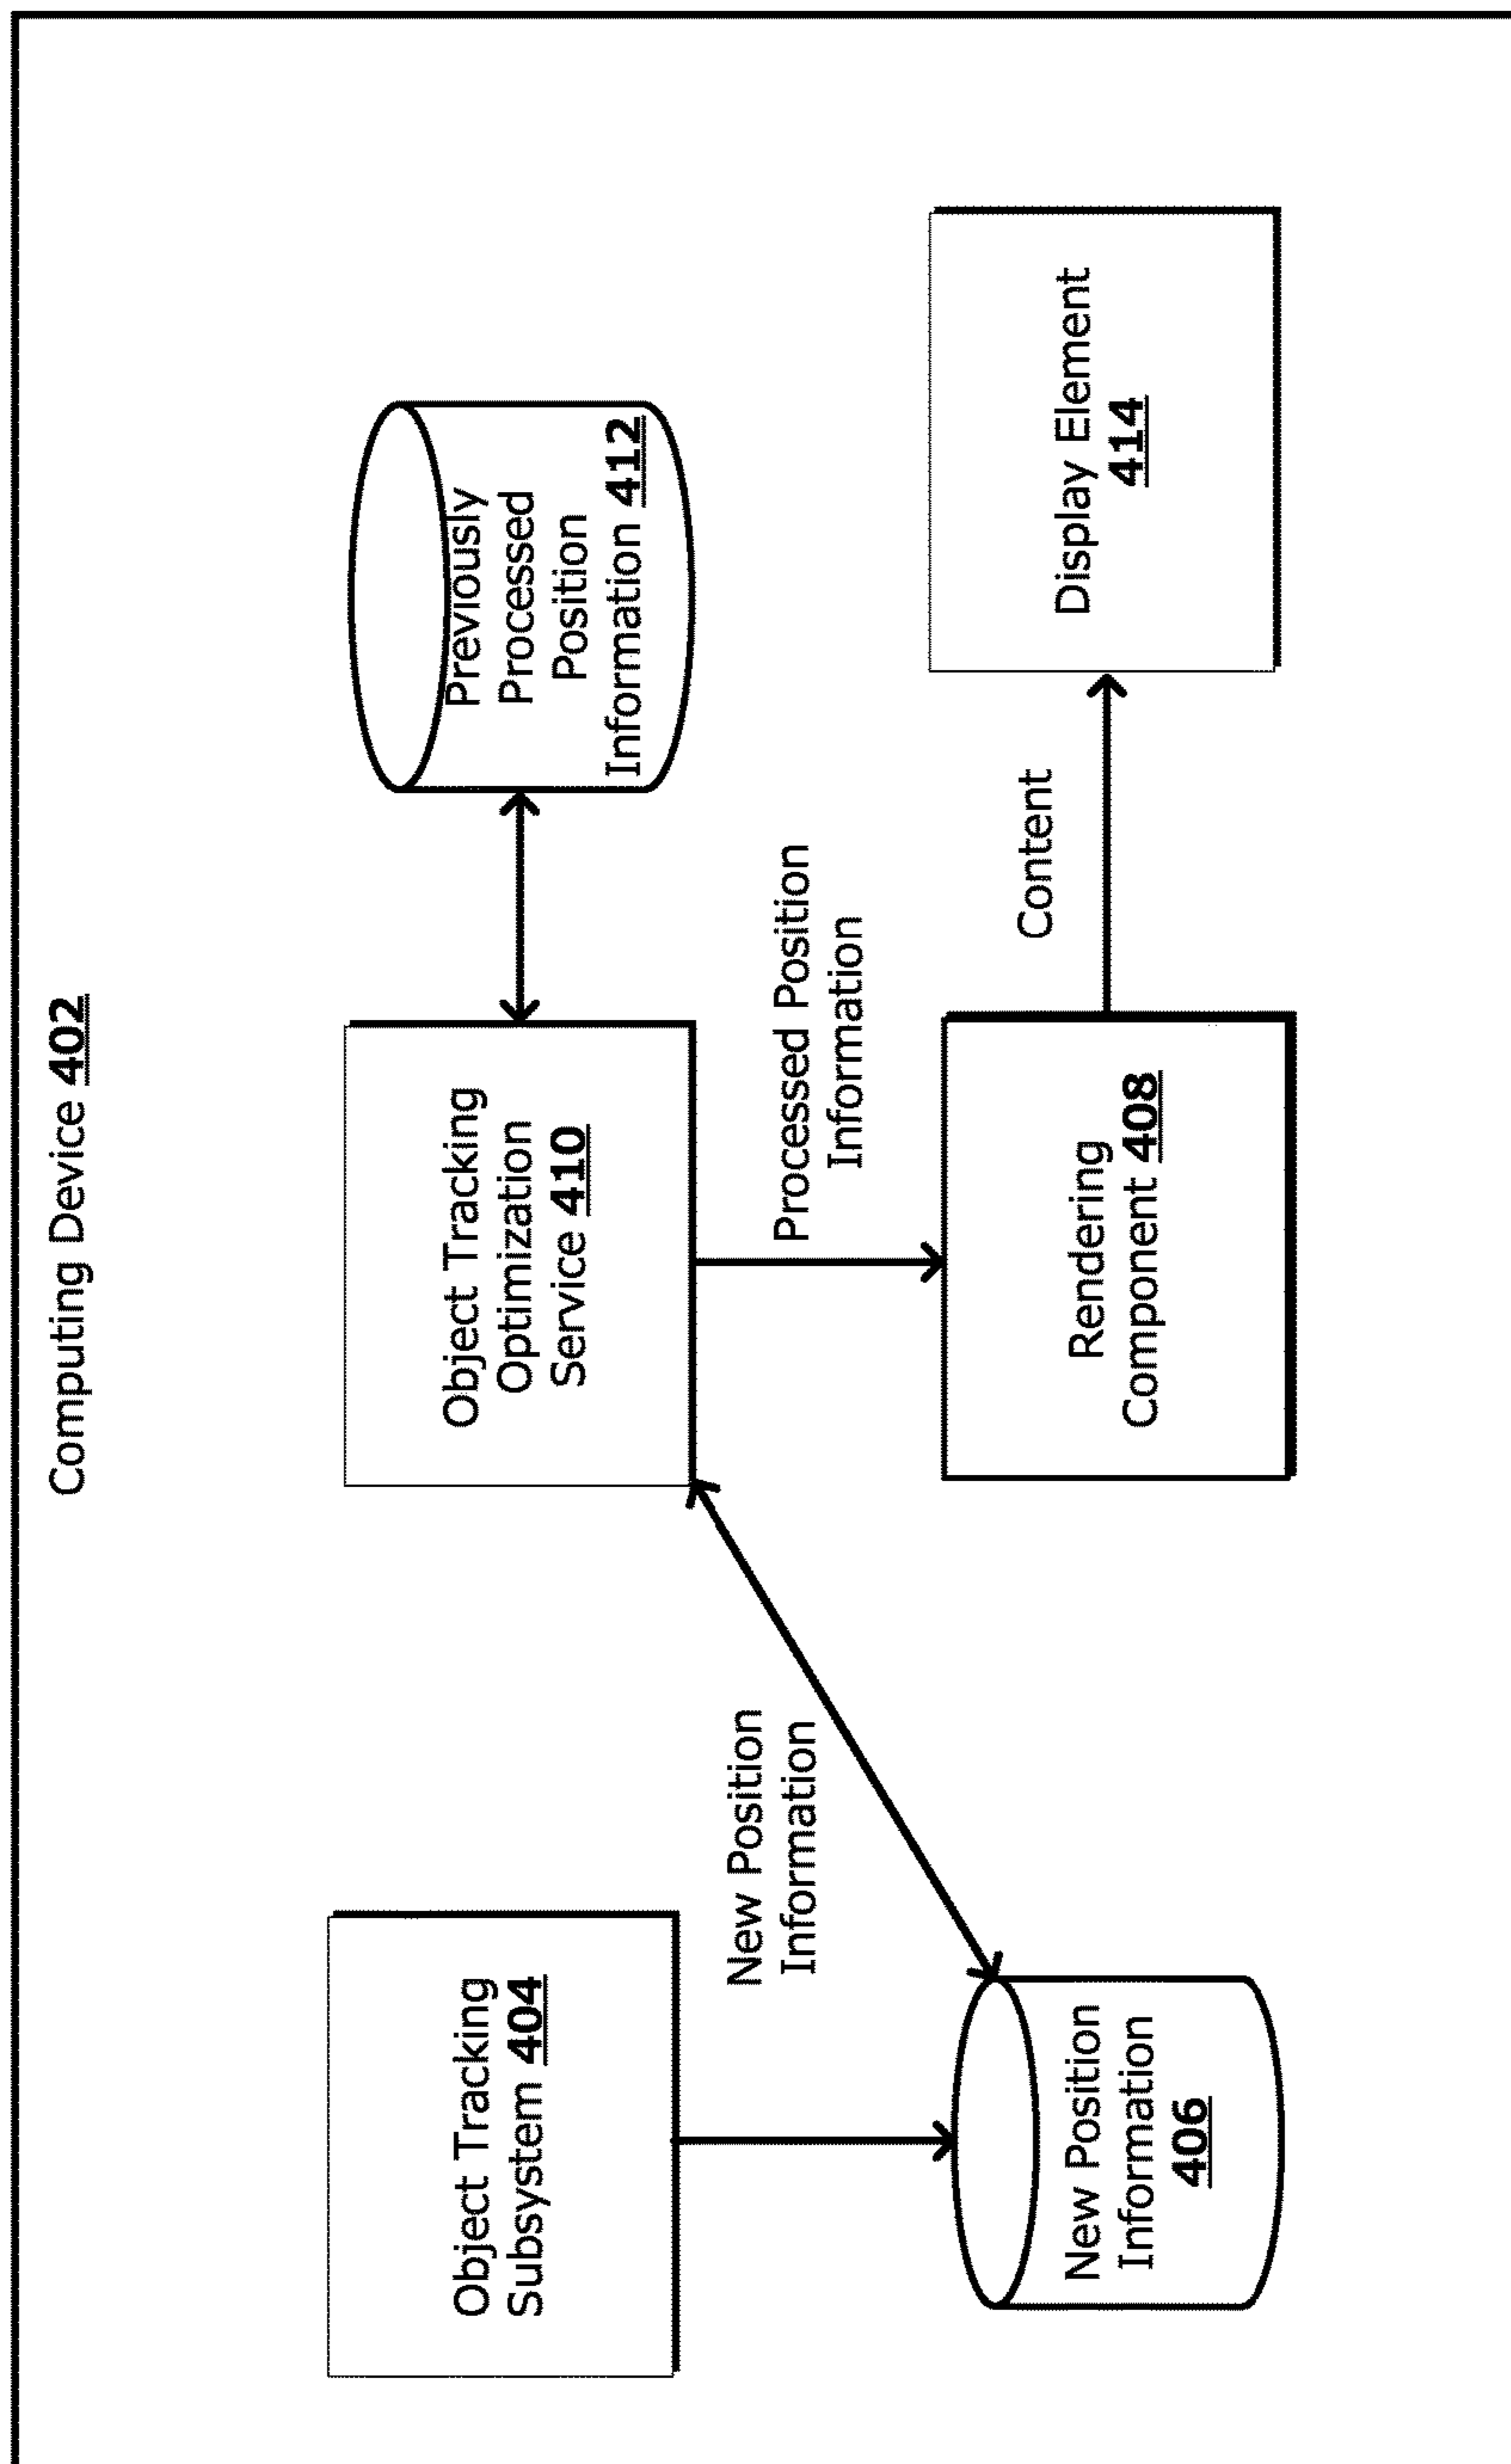 Computing Device 402
Object Tracking
Subsystem 404
Object Tracking
Optimization
Service 410
Previously
Processed
Position
Information 412
New Position
Information
Processed Position
Information
New Position
Information
406
Rendering
Component 408
Content
Display Element
414